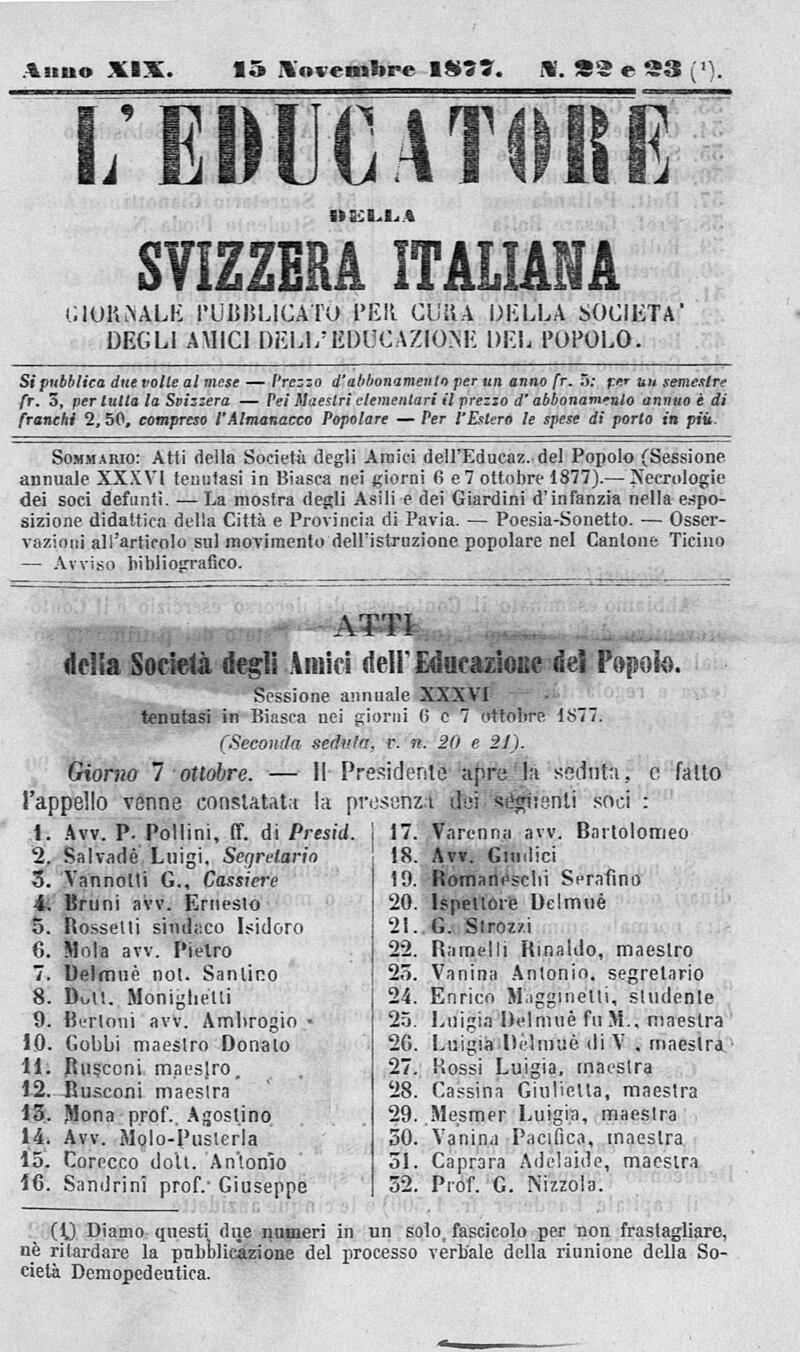 Anno XIX. 15 Novembre 1877. N. 22 e 23 (¹).
L'EDUCATORE
DELLA
SVIZZERA ITALIANA
GIORNALE PUBBLICATO PER CURA DELLA SOCIETA'
DEGLI AMICI DELL'EDUCAZIONE DEL POPOLO.
Si pubblica due volte al mese — Prezzo d'abbonamento per un anno fr. 5: per un semestre
fr. 3, per tutta la Svizzera — Pei Maestri elementari il prezzo d'abbonamento annuo è di
franchi 2,50, compreso l'Almanacco Popolare — Per l'Estero le spese di porto in più.
SOMMARIO: Atti della Società degli Amici dell'Educaz. del Popolo (Sessione
annuale XXXVI tenutasi in Biasca nei giorni 6 e 7 ottobre 1877).— Necrologie
dei soci defunti. — La mostra degli Asili e dei Giardini d'infanzia nella espo-
sizione didattica della Città e Provincia di Pavia. — Poesia-Sonetto. — Osser-
vazioni all'articolo sul movimento dell'istruzione popolare nel Cantone Ticino
— Avviso bibliografico.
ATTI
della Società degli Amici dell'Educazione del Popolo.
Sessione annuale XXXVI
tenutasi in Biasca nei giorni 6 e 7 ottobre 1877.
(Seconda seduta, v. n. 20 e 21).
Giorno 7 ottobre. — Il Presidente apre la seduta, e fatto
l'appello venne constatata la presenza dei seguenti soci :
1. Avv. P. Pollini, ff. di Presid.
2. Salvadè Luigi, Segretario
3. Vannotti G., Cassiere
4. Bruni avv. Ernesto
5. Rossetti sindaco Isidoro
6. Mola avv. Pietro
7. Delmuè not. Santino
8. Dott. Monighetti
9. Bertoni avv. Ambrogio
10. Gobbi maestro Donato
11. Rusconi maestro
12. Rusconi maestra
13. Mona prof. Agostino
14. Avv. Molo-Pusterla
15. Corecco dott. Antonio
16. Sandrini prof. Giuseppe
17. Varenna avv. Bartolomeo
18. Avv. Giudici
19. Romaneschi Serafino
20. Ispettore Delmuè
21. G. Strozzi
22. Ramelli Rinaldo, maestro
23. Vanina Antonio, segretario
24. Enrico Magginetti, studente
25. Luigia Delmuè fu M., maestra
26. Luigia Delmuè di V , maestra
27. Rossi Luigia, maestra
28. Cassina Giulietta, maestra
29. Mesmer Luigia, maestra
30. Vanina Pacifica, maestra
31. Caprara Adelaide, maestra
32. Prof. G. Nizzola.
(1) Diamo questi due numeri in un solo fascicolo per non frastagliare,
nè ritardare la pubblicazione del processo verbale della riunione della So-
cietà Demopedeutica.